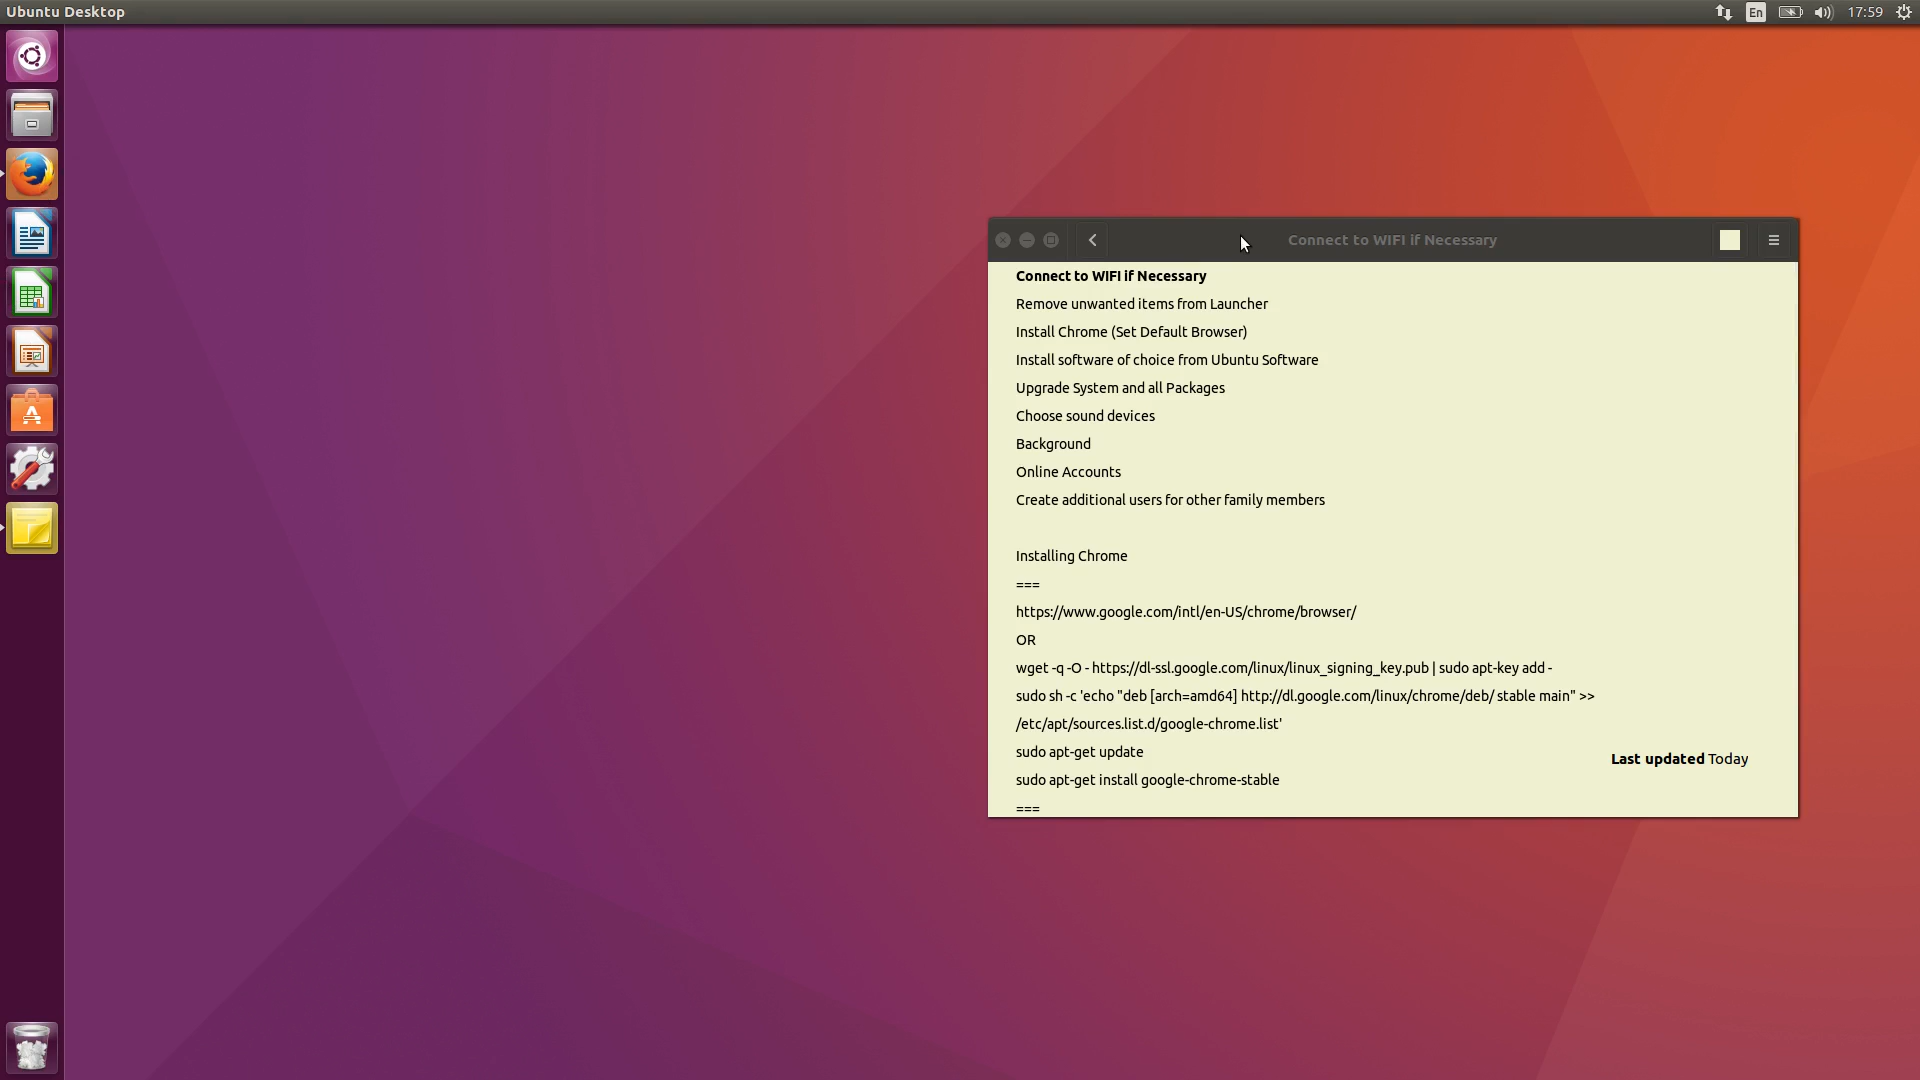 Ubuntu Desktop
En
17:59
Connect to WIFI if Necessary
Connect to WIFI if Necessary
Remove unwanted items from Launcher
Install Chrome (Set Default Browser)
Install software of choice from Ubuntu Software
Upgrade System and all Packages
Choose sound devices
Background
Online Accounts
Create additional users for other family members
Installing Chrome
===
https://www.google.com/intl/en-US/chrome/browser/
OR
wget -q -O - https://dl-ssl.google.com/linux/linux_signing_key.pub | sudo apt-key add -
sudo sh -c 'echo "deb [arch=amd64] http://dl.google.com/linux/chrome/deb/ stable main" >>
/etc/apt/sources.list.d/google-chrome.list'
sudo apt-get update
Last updated Today
sudo apt-get install google-chrome-stable
===